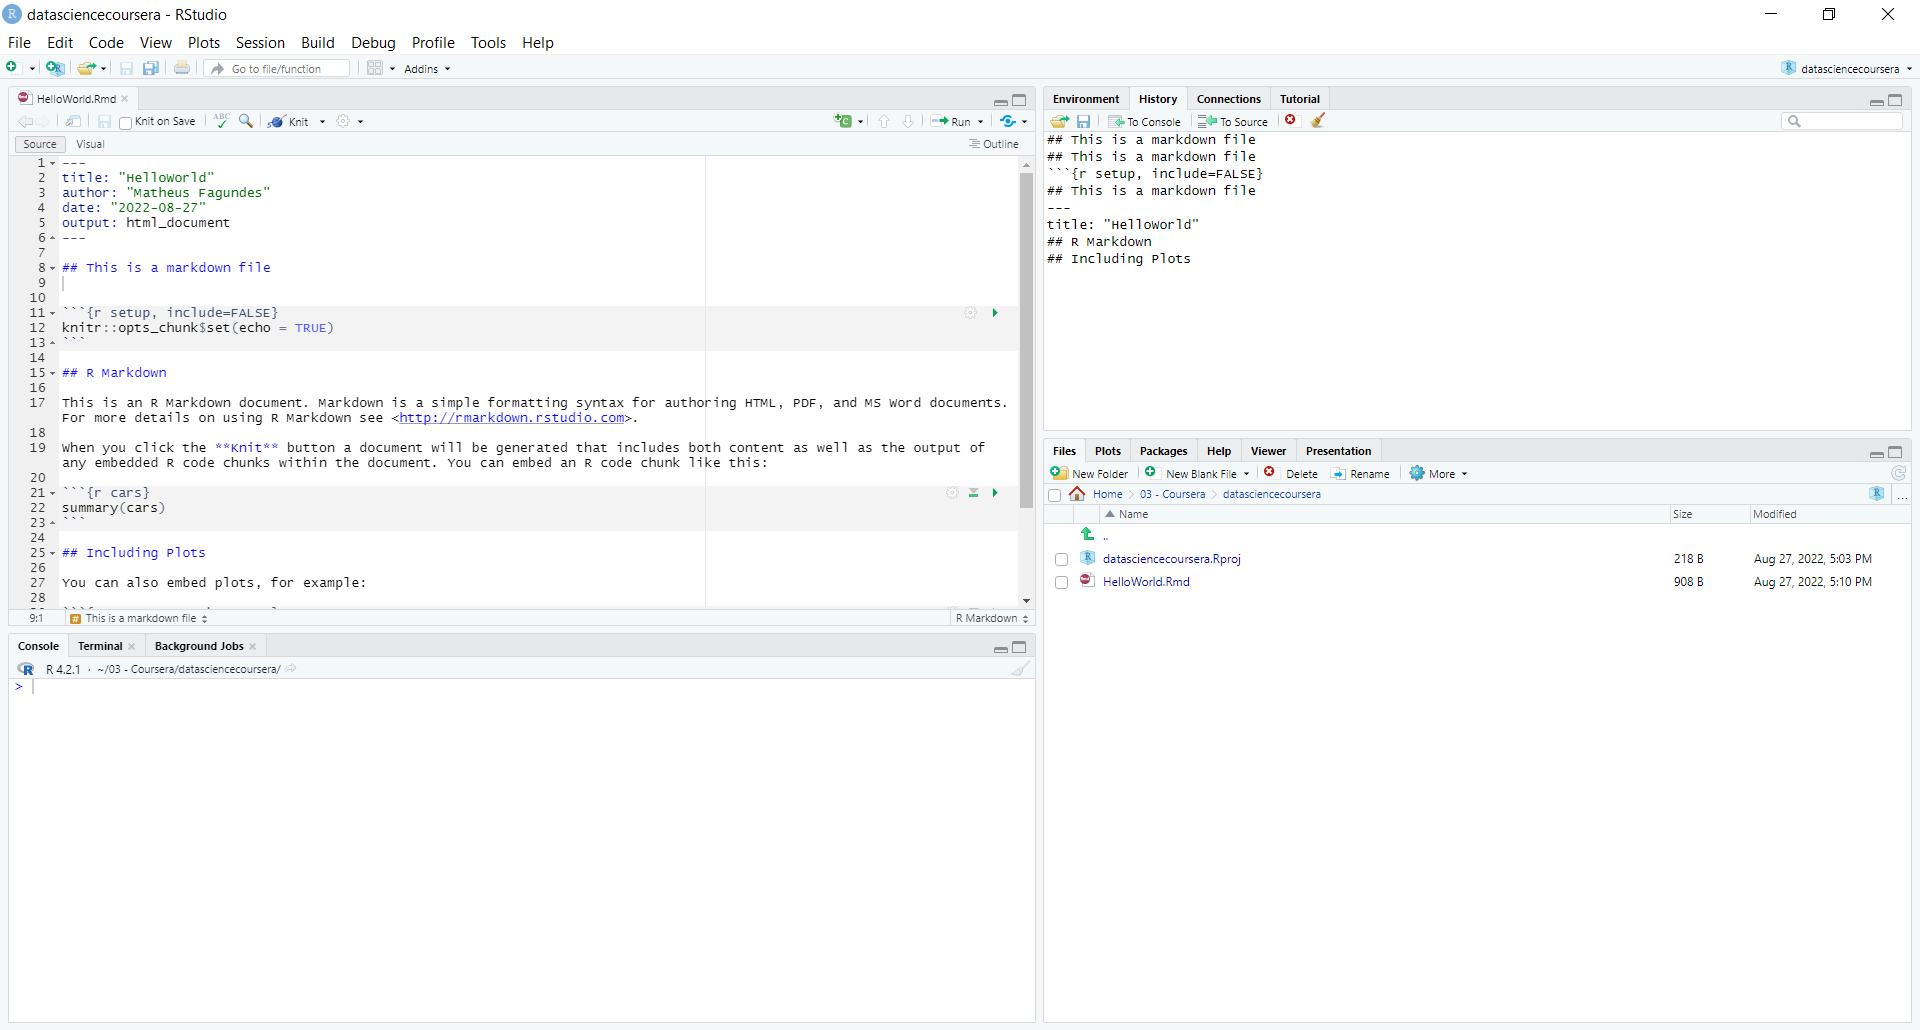 datasciencecoursera - RStudio
File Edit Code View Plots Session Build Debug Profile Tools Help
Go to file/function Addins datasciencecoursera
HelloWorld.Rmd
Knit on Save ABC Knit Run
Source Visual Outline
1 ---
2 title: "HelloWorld"
3 author: "Matheus Fagundes"
4 date: "2022-08-27"
5 output: html_document
6 ---
7
8 ## This is a markdown file
9
10
11 ```{r setup, include=FALSE}
12 knitr::opts_chunk$set(echo = TRUE)
13 ```
14
15 ## R Markdown
16
17 This is an R Markdown document. Markdown is a simple formatting syntax for authoring HTML, PDF, and MS Word documents.
For more details on using R Markdown see <http://rmarkdown.rstudio.com>.
18
19 When you click the **Knit** button a document will be generated that includes both content as well as the output of
any embedded R code chunks within the document. You can embed an R code chunk like this:
20
21 ```{r cars}
22 summary(cars)
23 ```
24
25 ## Including Plots
26
27 You can also embed plots, for example:
28
9:1 # This is a markdown file R Markdown
Console Terminal Background Jobs
R R 4.2.1 · ~/03 - Coursera/datasciencecoursera/
>
Environment History Connections Tutorial
To Console To Source
## This is a markdown file
## This is a markdown file
```{r setup, include=FALSE}
## This is a markdown file
---
title: "HelloWorld"
## R Markdown
## Including Plots
Files Plots Packages Help Viewer Presentation
New Folder New Blank File Delete Rename More
Home 03 - Coursera datasciencecoursera R ...
Name Size Modified
..
datasciencecoursera.Rproj 218 B Aug 27, 2022, 5:03 PM
HelloWorld.Rmd 908 B Aug 27, 2022, 5:10 PM